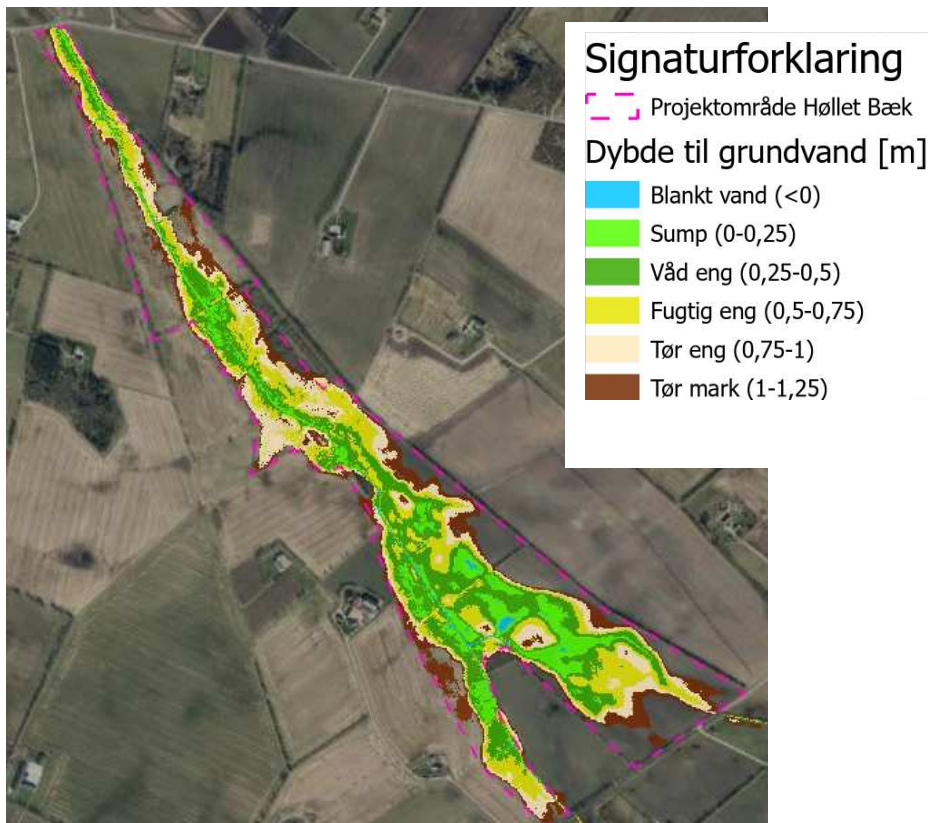 Signaturforklaring
Projektområde Høllet Bæk
Dybde til grundvand [m]
Blankt vand (<0)
Sump (0-0,25)
Våd eng (0,25-0,5)
Fugtig eng (0,5-0,75)
Tør eng (0,75-1)
Tør mark (1-1,25)